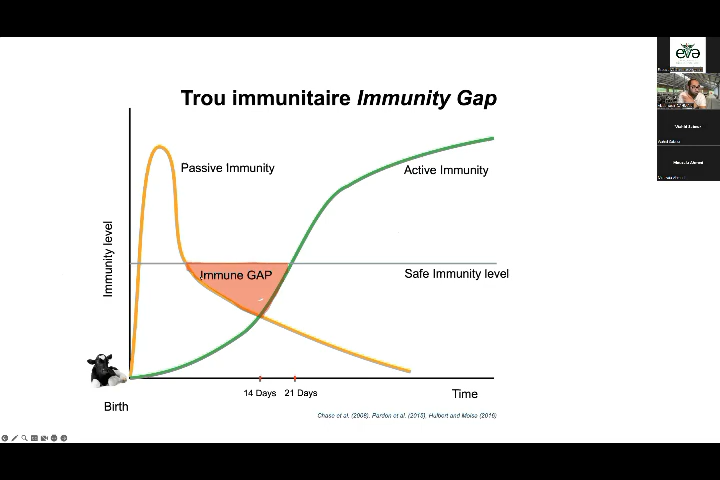 Trou immunitaire Immunity Gap
Passive Immunity
Active Immunity
Immunity level
Immune GAP
Safe Immunity level
14 Days
21 Days
Time
Birth
Chase et al. (2008), Pardon et al. (2015), Hulbert and Moisa (2016)
eva